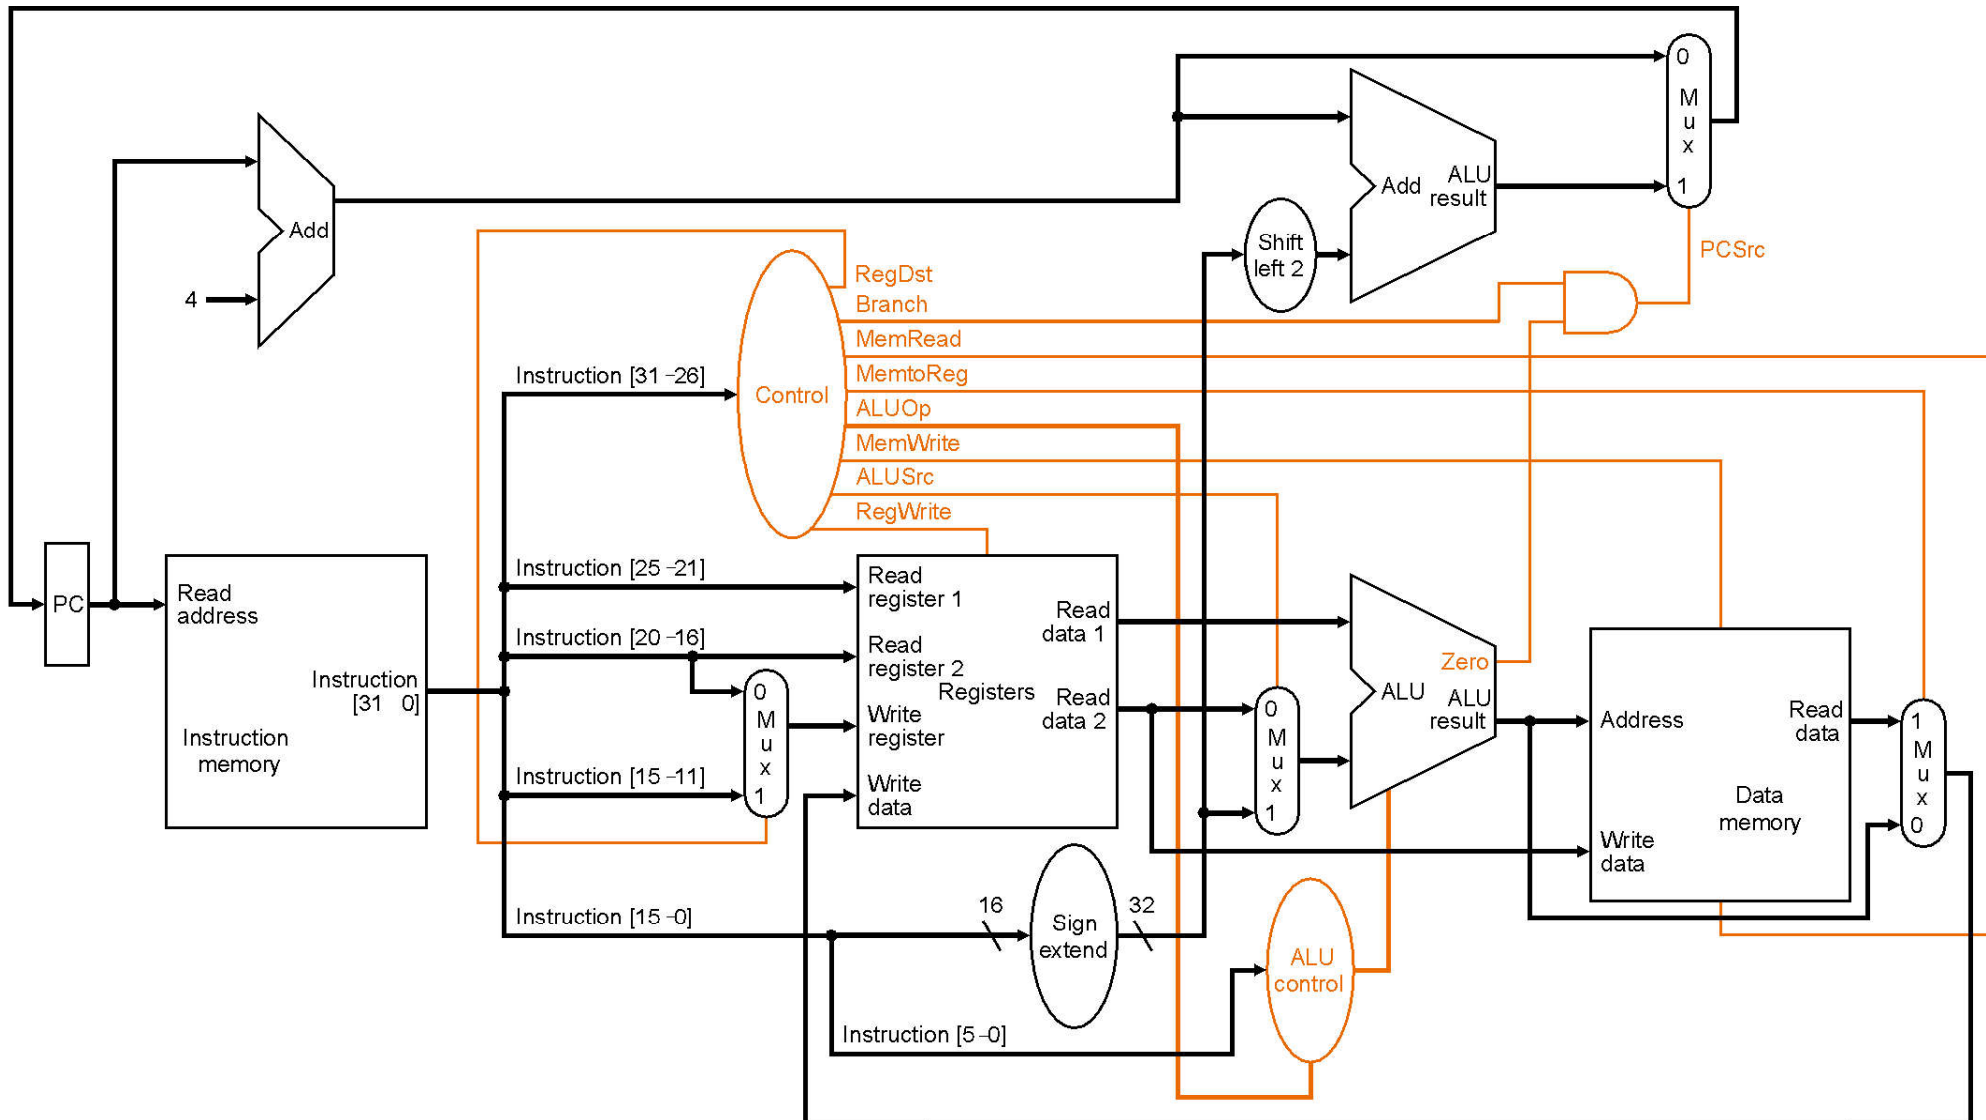 0
M
u
x
1
Add
ALU
result
Shift
left 2
PCSrc
Add
4
RegDst
Branch
MemRead
MemtoReg
ALUOp
MemWrite
ALUSrc
RegWrite
Control
Instruction [31–26]
Instruction [25–21]
Instruction [20–16]
Instruction [15–11]
Instruction [15–0]
Instruction [5–0]
PC
Read
address
Instruction
[31 0]
Instruction
memory
0
M
u
x
1
Read
register 1
Read
register 2
Write
register
Write
data
Registers
Read
data 1
Read
data 2
0
M
u
x
1
Zero
ALU
ALU
result
Address
Write
data
Read
data
Data
memory
1
M
u
x
0
16
Sign
extend
32
ALU
control